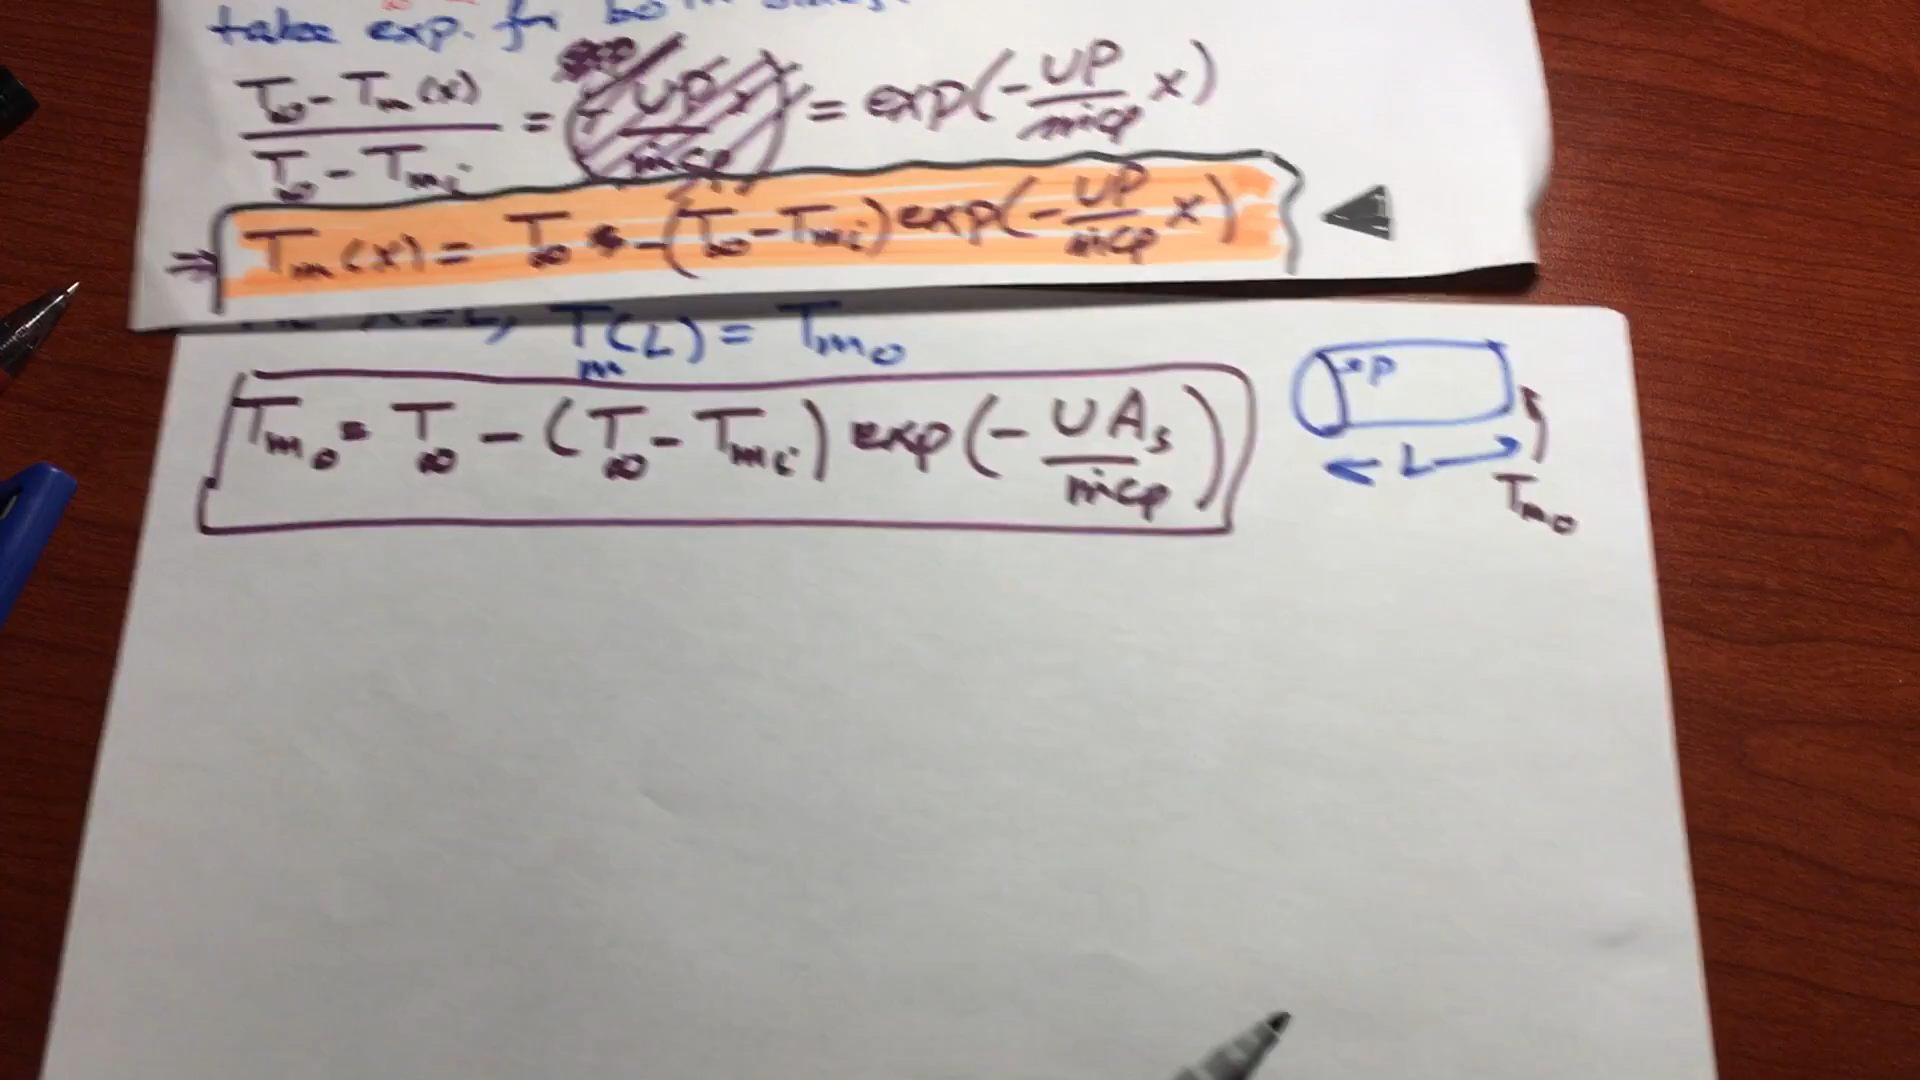 take exp. for both sides.
T∞ - Tm(x) / T∞ - Tmi = = exp(- UP / ṁcp x)
⇒ Tm(x) = T∞ - (T∞ - Tmi) exp(- UP / ṁcp x)
x=L, Tm(L) = Tmo
Tmo = T∞ - (T∞ - Tmi) exp(- UAs / ṁcp)
P
L
Tmo